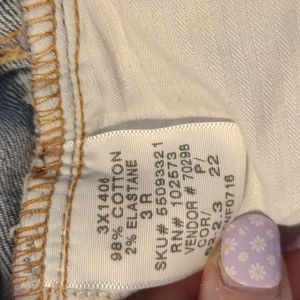 3X1406
98% COTTON
2% ELASTANE
3 R
SKU# 55093321
RN# 102573
VENDOR # 70298
P/
COR/ 22